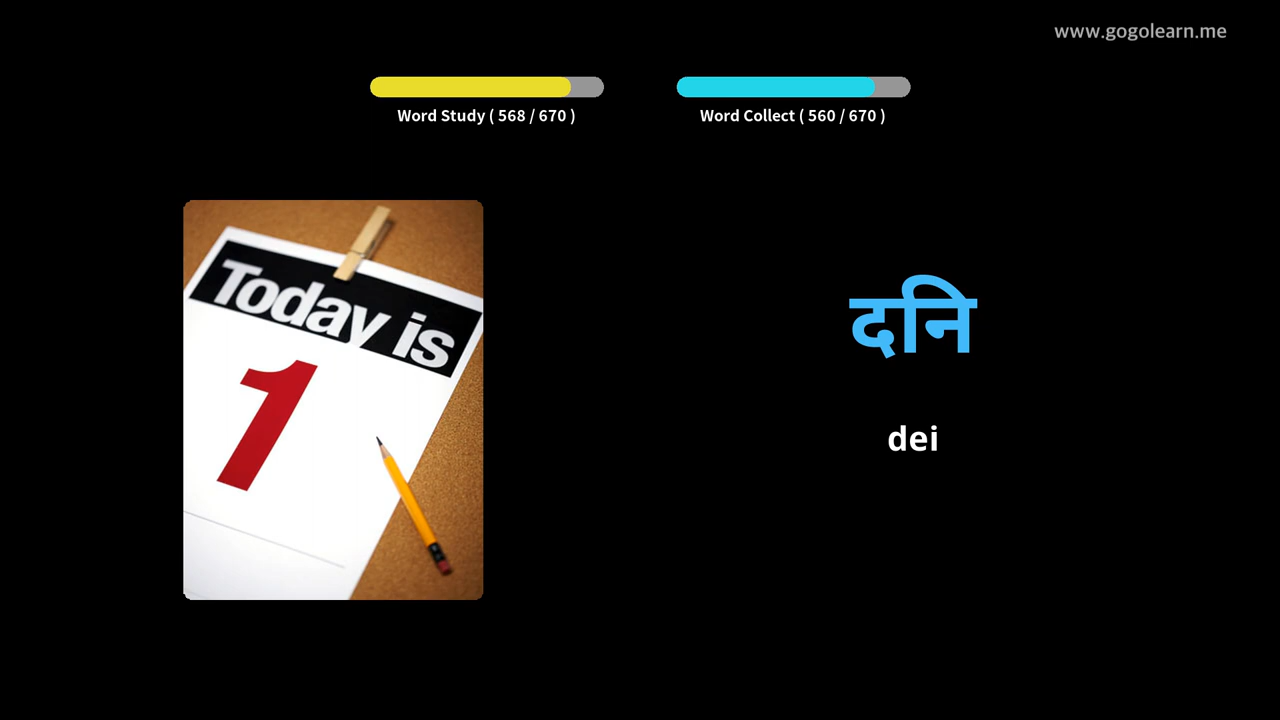 www.gogolearn.me
Word Study ( 568 / 670 )
Word Collect ( 560 / 670 )
Today is
1
दनि
dei